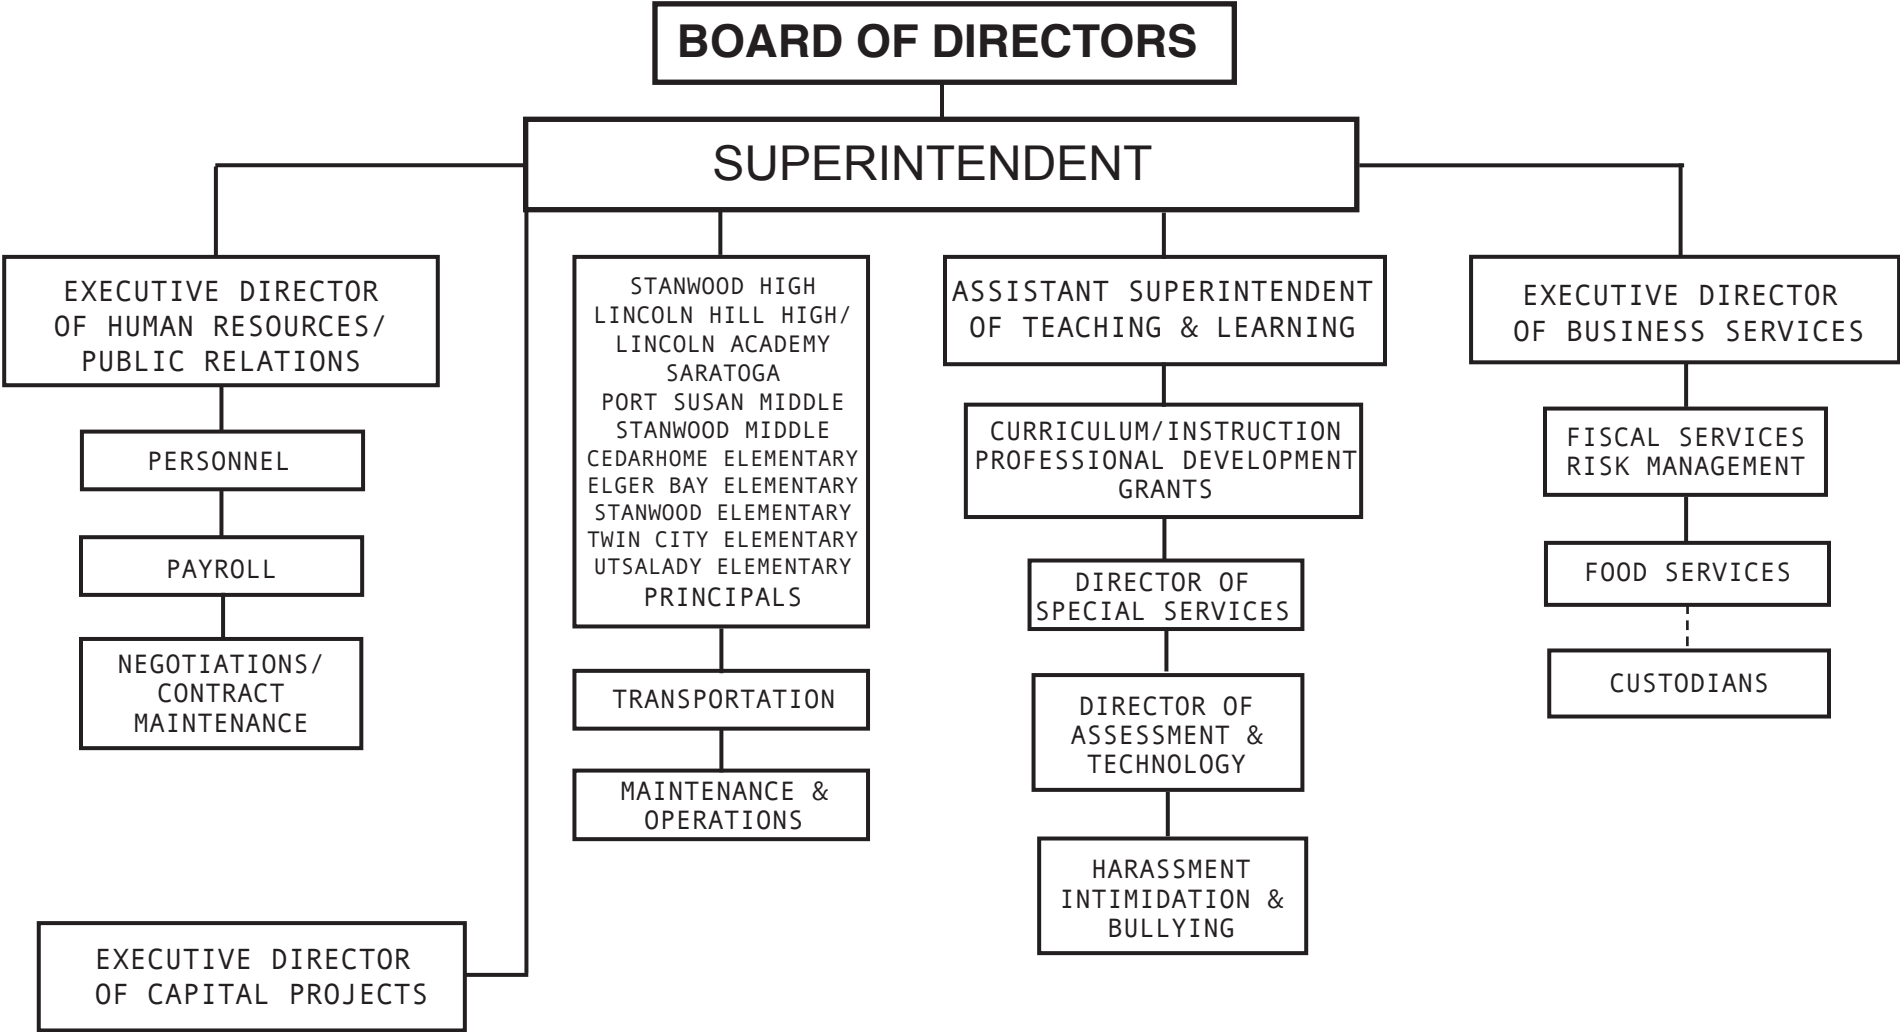 BOARD OF DIRECTORS
SUPERINTENDENT
EXECUTIVE DIRECTOR
OF HUMAN RESOURCES/
PUBLIC RELATIONS
PERSONNEL
PAYROLL
NEGOTIATIONS/
CONTRACT
MAINTENANCE
EXECUTIVE DIRECTOR
OF CAPITAL PROJECTS
STANWOOD HIGH
LINCOLN HILL HIGH/
LINCOLN ACADEMY
SARATOGA
PORT SUSAN MIDDLE
STANWOOD MIDDLE
CEDARHOME ELEMENTARY
ELGER BAY ELEMENTARY
STANWOOD ELEMENTARY
TWIN CITY ELEMENTARY
UTSALADY ELEMENTARY
PRINCIPALS
TRANSPORTATION
MAINTENANCE &
OPERATIONS
ASSISTANT SUPERINTENDENT
OF TEACHING & LEARNING
CURRICULUM/INSTRUCTION
PROFESSIONAL DEVELOPMENT
GRANTS
DIRECTOR OF
SPECIAL SERVICES
DIRECTOR OF
ASSESSMENT &
TECHNOLOGY
HARASSMENT
INTIMIDATION &
BULLYING
EXECUTIVE DIRECTOR
OF BUSINESS SERVICES
FISCAL SERVICES
RISK MANAGEMENT
FOOD SERVICES
CUSTODIANS